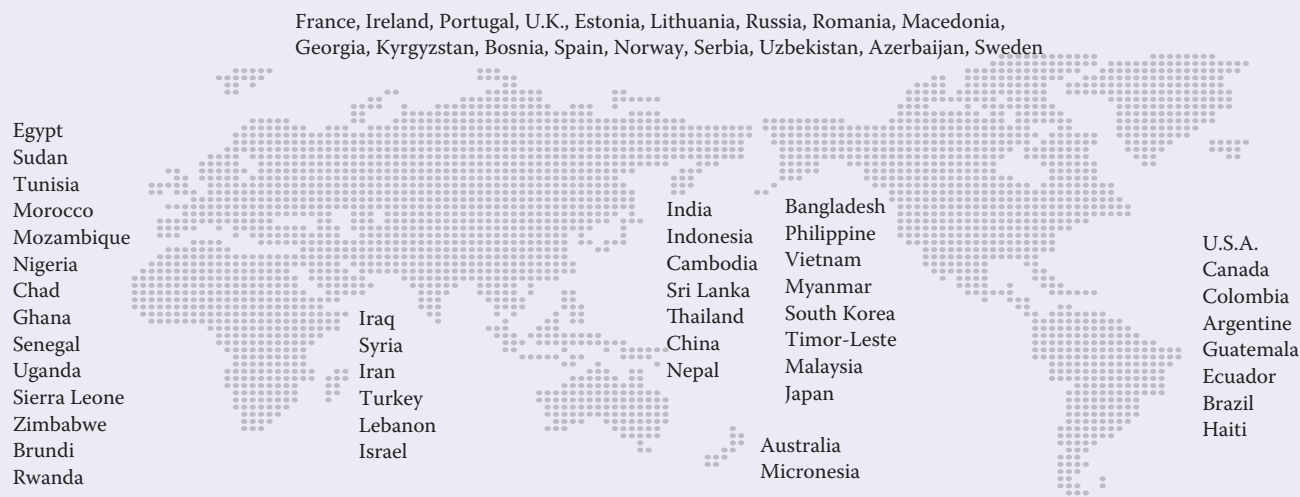 France, Ireland, Portugal, U.K., Estonia, Lithuania, Russia, Romania, Macedonia,
Georgia, Kyrgyzstan, Bosnia, Spain, Norway, Serbia, Uzbekistan, Azerbaijan, Sweden
Egypt
Sudan
Tunisia
Morocco
Mozambique
Nigeria
Chad
Ghana
Senegal
Uganda
Sierra Leone
Zimbabwe
Brundi
Rwanda
Iraq
Syria
Iran
Turkey
Lebanon
Israel
India
Indonesia
Cambodia
Sri Lanka
Thailand
China
Nepal
Bangladesh
Philippine
Vietnam
Myanmar
South Korea
Timor-Leste
Malaysia
Japan
Australia
Micronesia
U.S.A.
Canada
Colombia
Argentine
Guatemala
Ecuador
Brazil
Haiti